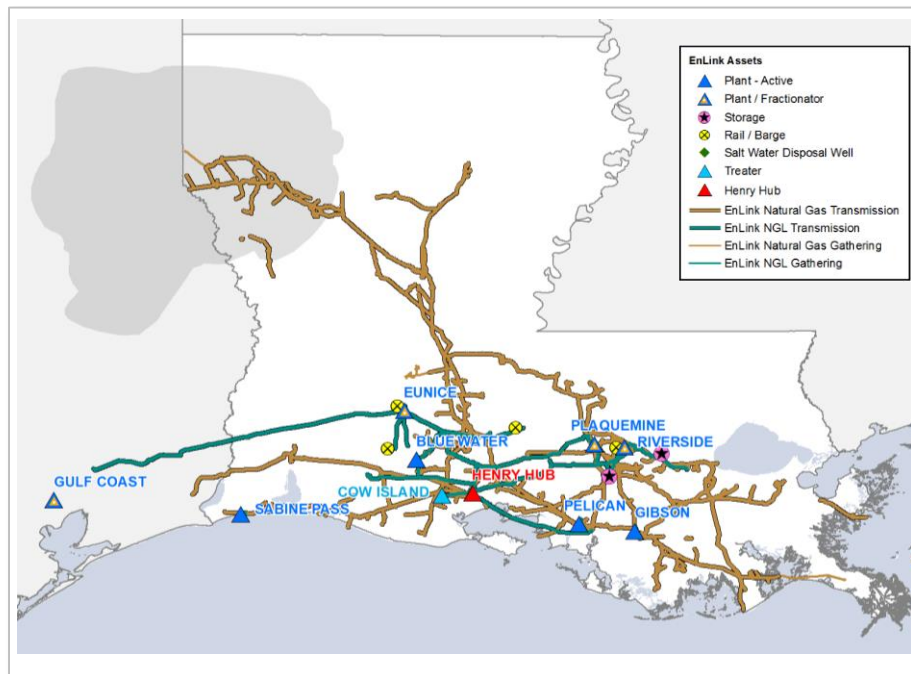 EnLink Assets
Plant - Active
Plant / Fractionator
Storage
Rail / Barge
Salt Water Disposal Well
Treater
Henry Hub
EnLink Natural Gas Transmission
EnLink NGL Transmission
EnLink Natural Gas Gathering
EnLink NGL Gathering
EUNICE
PLAQUEMINE
BLUE WATER
RIVERSIDE
GULF COAST
HENRY HUB
COW ISLAND
SABINE PASS
PELICAN
GIBSON